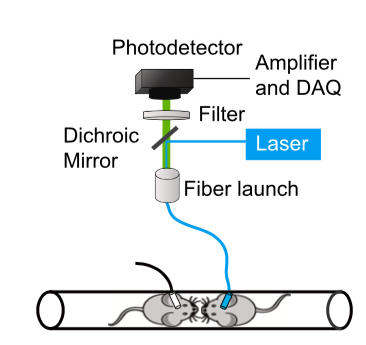 Photodetector
Amplifier
and DAQ
Filter
Dichroic
Mirror
Laser
Fiber launch